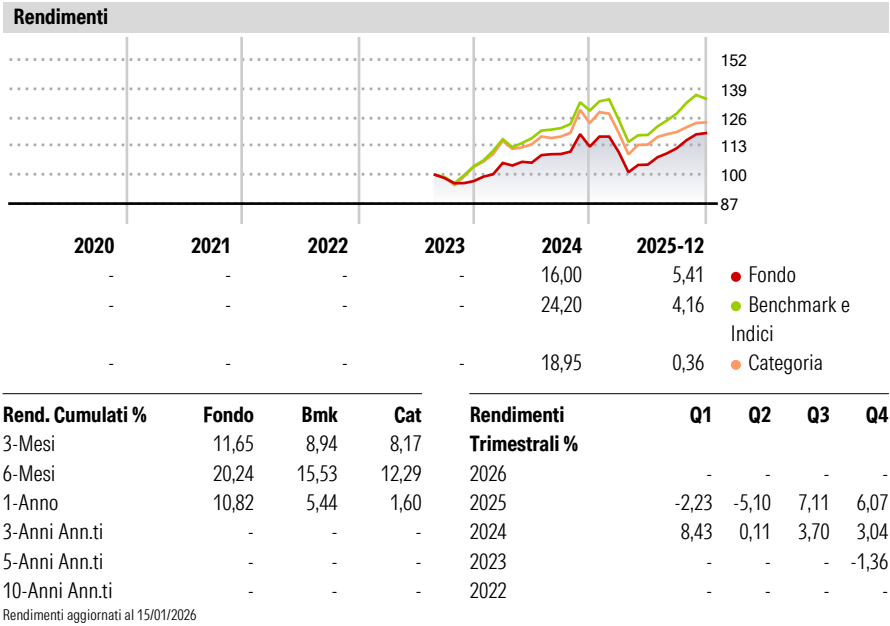 Rendimenti
152
139
126
113
100
87
2020 2021 2022 2023 2024 2025-12
- - - - 16,00 5,41 Fondo
- - - - 24,20 4,16 Benchmark e
Indici
- - - - 18,95 0,36 Categoria
Rend. Cumulati % Fondo Bmk Cat
3-Mesi 11,65 8,94 8,17
6-Mesi 20,24 15,53 12,29
1-Anno 10,82 5,44 1,60
3-Anni Ann.ti - - -
5-Anni Ann.ti - - -
10-Anni Ann.ti - - -
Rendimenti aggiornati al 15/01/2026
Rendimenti Q1 Q2 Q3 Q4
Trimestrali %
2026 - - - -
2025 -2,23 -5,10 7,11 6,07
2024 8,43 0,11 3,70 3,04
2023 - - - -1,36
2022 - - - -